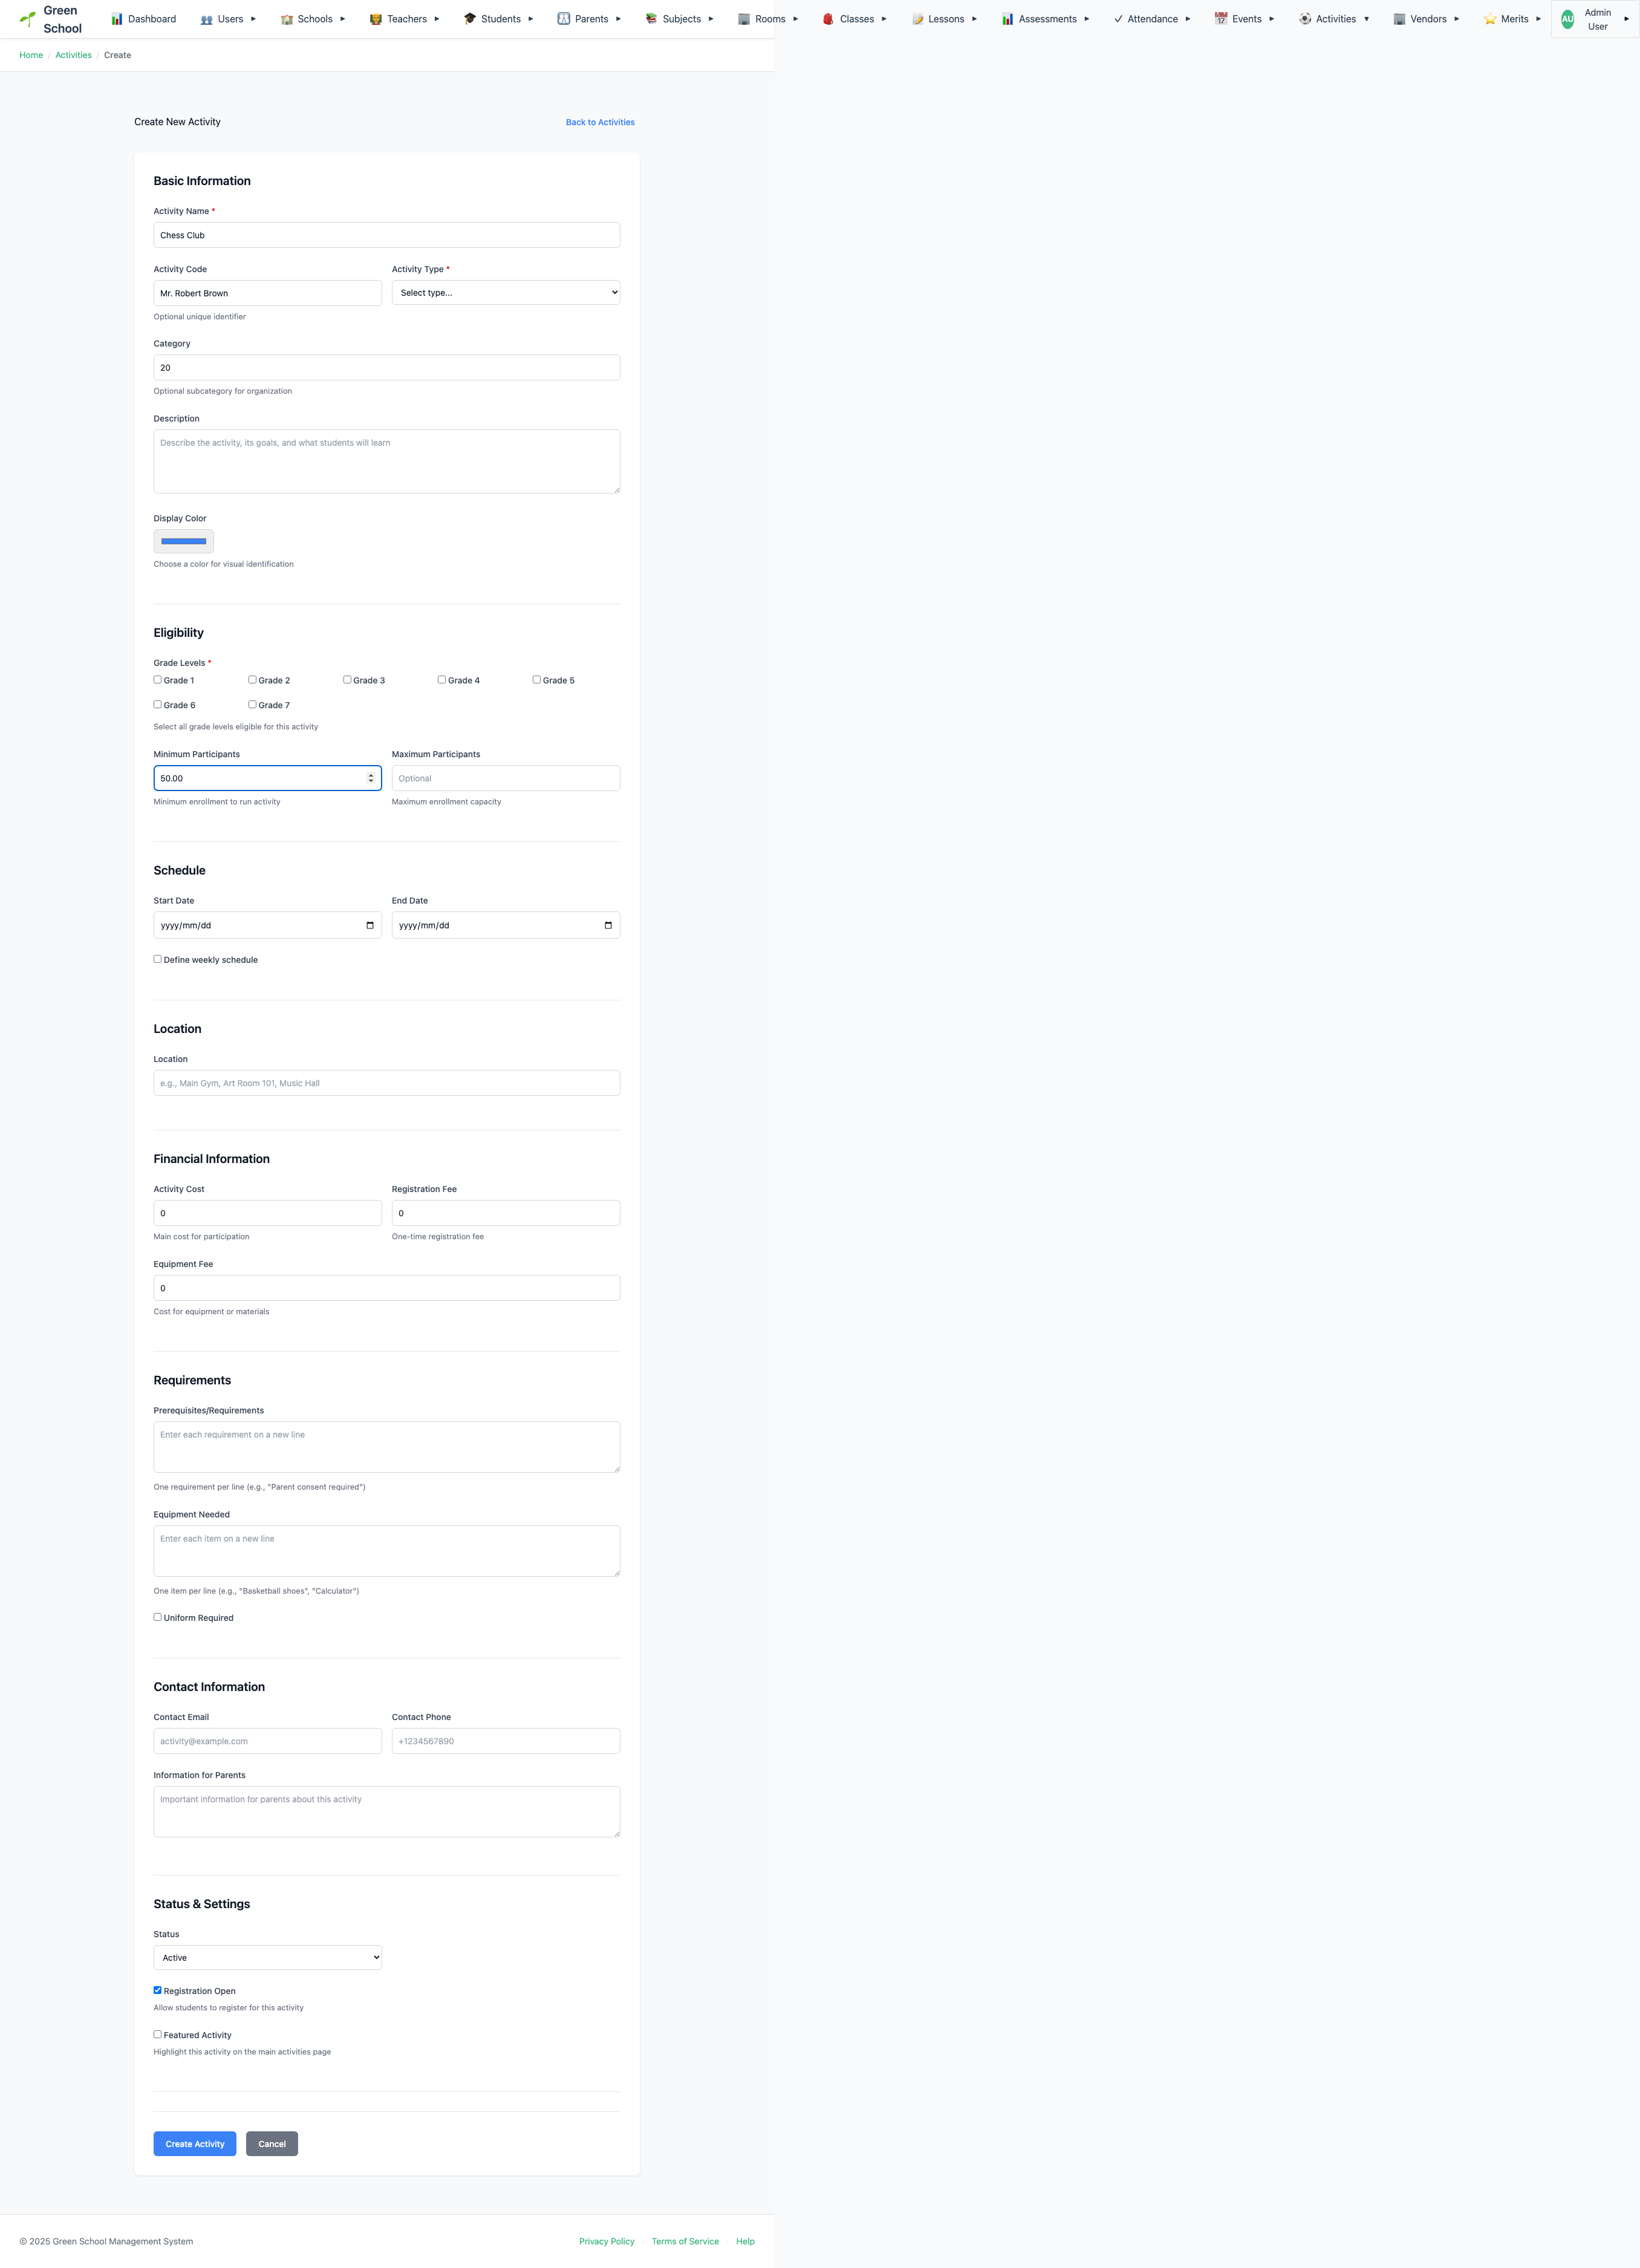 Green School
Dashboard
Users
Schools
Teachers
Students
Parents
Subjects
Rooms
Classes
Lessons
Assessments
Attendance
Events
Activities
Vendors
Merits
AU
Admin User
Home / Activities / Create
Create New Activity
Back to Activities
Basic Information
Activity Name *
Chess Club
Activity Code
Activity Type *
Mr. Robert Brown
Select type...
Optional unique identifier
Category
20
Optional subcategory for organization
Description
Describe the activity, its goals, and what students will learn
Display Color
Choose a color for visual identification
Eligibility
Grade Levels *
Grade 1
Grade 2
Grade 3
Grade 4
Grade 5
Grade 6
Grade 7
Select all grade levels eligible for this activity
Minimum Participants
Maximum Participants
50.00
Optional
Minimum enrollment to run activity
Maximum enrollment capacity
Schedule
Start Date
End Date
yyyy/mm/dd
yyyy/mm/dd
Define weekly schedule
Location
Location
e.g., Main Gym, Art Room 101, Music Hall
Financial Information
Activity Cost
Registration Fee
0
0
Main cost for participation
One-time registration fee
Equipment Fee
0
Cost for equipment or materials
Requirements
Prerequisites/Requirements
Enter each requirement on a new line
One requirement per line (e.g., "Parent consent required")
Equipment Needed
Enter each item on a new line
One item per line (e.g., "Basketball shoes", "Calculator")
Uniform Required
Contact Information
Contact Email
Contact Phone
activity@example.com
+1234567890
Information for Parents
Important information for parents about this activity
Status & Settings
Status
Active
Registration Open
Allow students to register for this activity
Featured Activity
Highlight this activity on the main activities page
Create Activity
Cancel
© 2025 Green School Management System
Privacy Policy · Terms of Service · Help